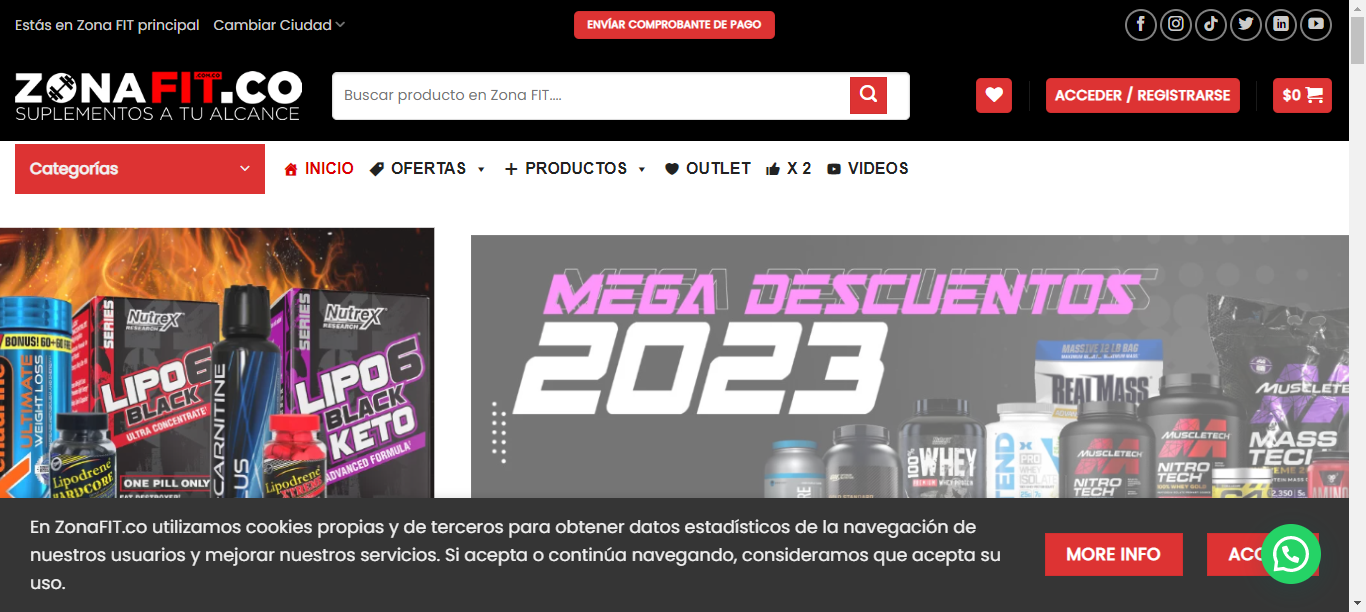 Estás en Zona FIT principal Cambiar Ciudad
ENVÍAR COMPROBANTE DE PAGO
ZONAFIT.CO
.COM.CO
SUPLEMENTOS A TU ALCANCE
Buscar producto en Zona FIT....
ACCEDER / REGISTRARSE
$0
Categorías
INICIO OFERTAS PRODUCTOS OUTLET X 2 VIDEOS
MEGA DESCUENTOS
2023
BONUS! 60+60
ULTIMATE
WEIGHT LOSS
SERIES
Nutrex
RESEARCH
LIPO6
BLACK
ULTRA CONCENTRATE
ONE PILL ONLY
Lipodrene
HARDCORE
CARNITINE
SERIES
Nutrex
RESEARCH
LIPO6
BLACK
KETO
ADVANCED FORMULA
Lipodrene
XTREME
MASSIVE 12 LB BAG
REAL MASS
100%
WHEY
PRO
WHEY
ISOLATE
MUSCLETECH
NITRO
TECH
MUSCLETECH
NITRO
TECH
100% WHEY GOLD
MUSCLETE
MASS
TECH
AMINO
En ZonaFIT.co utilizamos cookies propias y de terceros para obtener datos estadísticos de la navegación de
nuestros usuarios y mejorar nuestros servicios. Si acepta o continúa navegando, consideramos que acepta su
uso.
MORE INFO
ACC